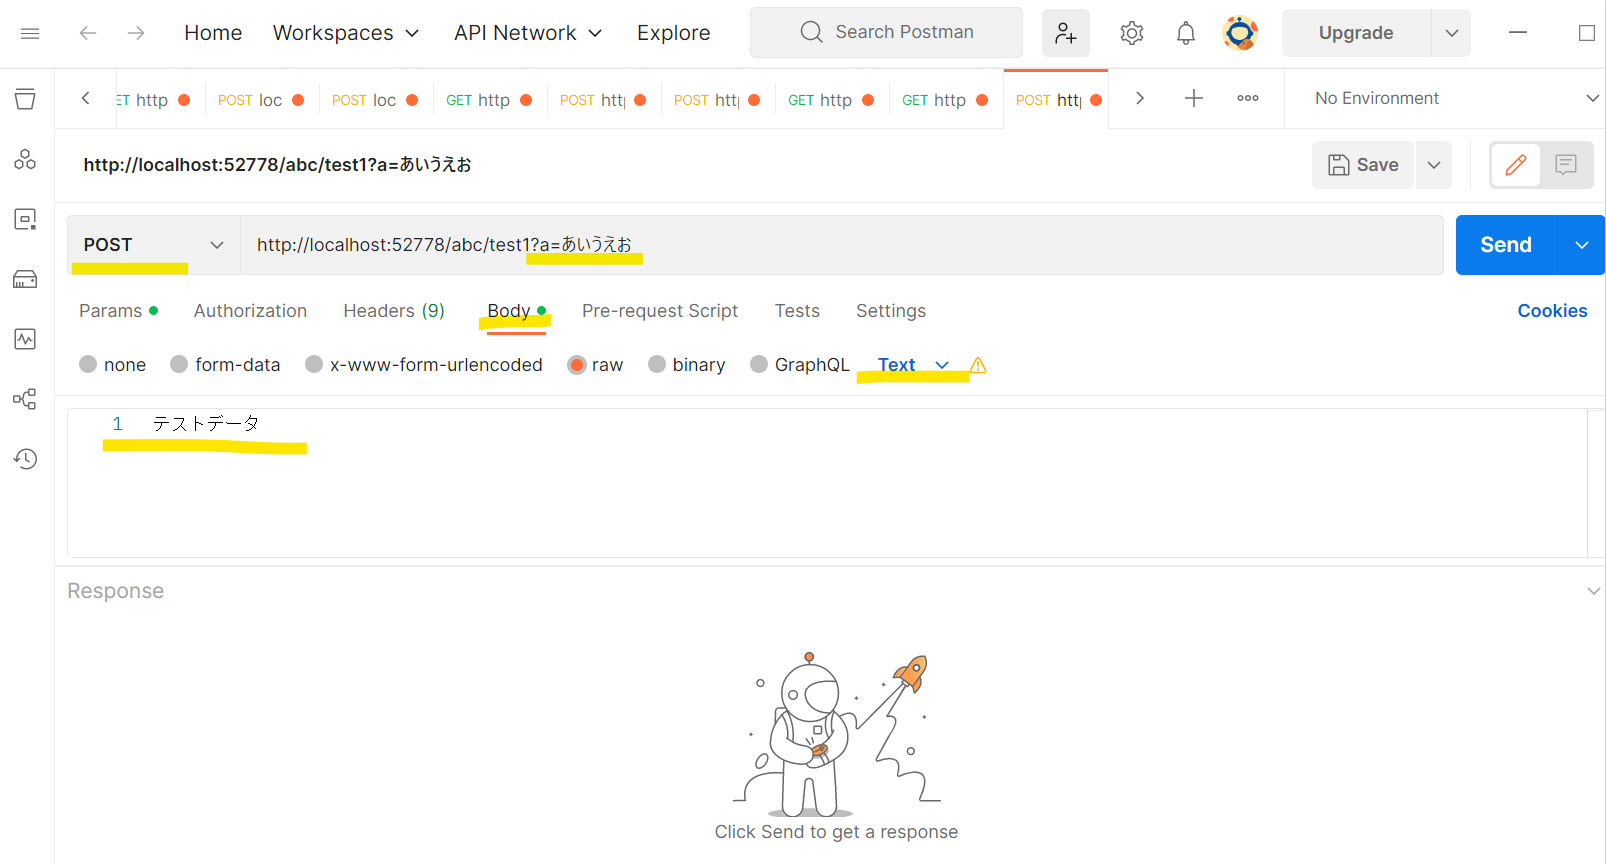 Home Workspaces API Network Explore Search Postman Upgrade
ET http POST loc POST loc GET http POST htt POST htt GET http GET http POST htt No Environment
http://localhost:52778/abc/test1?a=あいうえお Save
POST http://localhost:52778/abc/test1?a=あいうえお Send
Params Authorization Headers (9) Body Pre-request Script Tests Settings Cookies
none form-data x-www-form-urlencoded raw binary GraphQL Text
1 テストデータ
Response
Click Send to get a response